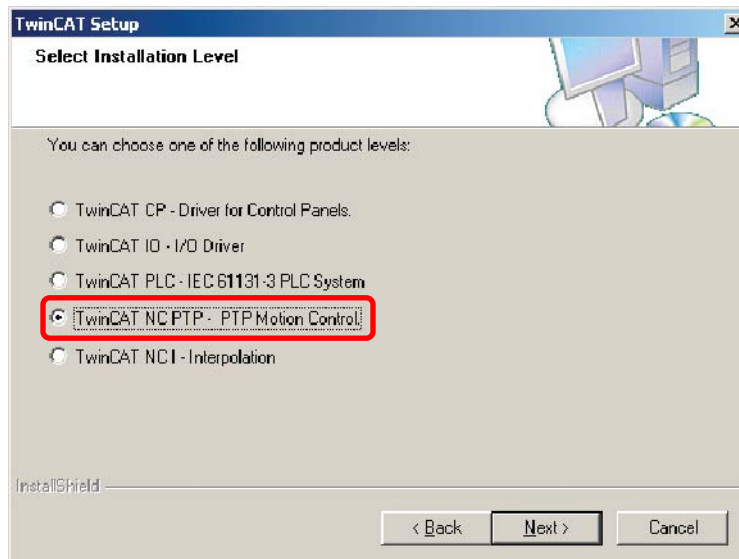 TwinCAT Setup
Select Installation Level
You can choose one of the following product levels:
TwinCAT CP - Driver for Control Panels.
TwinCAT IO - I/O Driver
TwinCAT PLC - IEC 61131-3 PLC System
TwinCAT NC PTP - PTP Motion Control.
TwinCAT NC I - Interpolation
InstallShield
< Back Next > Cancel